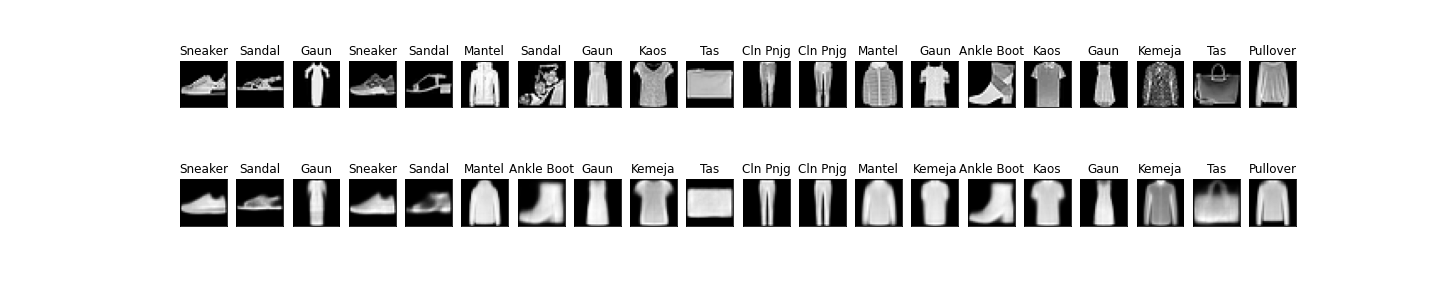 Sneaker Sandal Gaun Sneaker Sandal Mantel Sandal Gaun Kaos Tas Cln Pnjg Cln Pnjg Mantel Gaun Ankle Boot Kaos Gaun Kemeja Tas Pullover
Sneaker Sandal Gaun Sneaker Sandal Mantel Ankle Boot Gaun Kemeja Tas Cln Pnjg Cln Pnjg Mantel Kemeja Ankle Boot Kaos Gaun Kemeja Tas Pullover